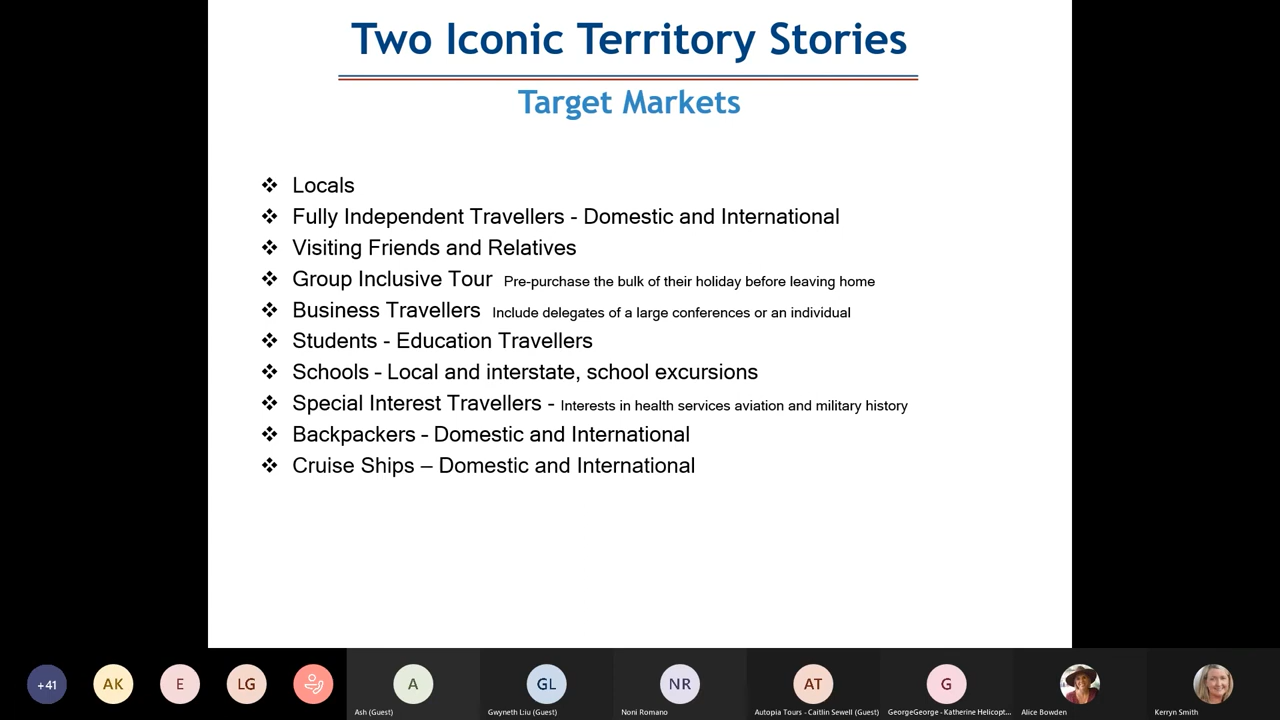 Two Iconic Territory Stories
Target Markets
❖ Locals
❖ Fully Independent Travellers - Domestic and International
❖ Visiting Friends and Relatives
❖ Group Inclusive Tour Pre-purchase the bulk of their holiday before leaving home
❖ Business Travellers Include delegates of a large conferences or an individual
❖ Students - Education Travellers
❖ Schools - Local and interstate, school excursions
❖ Special Interest Travellers - Interests in health services aviation and military history
❖ Backpackers - Domestic and International
❖ Cruise Ships – Domestic and International
+41 AK E LG A GL NR AT G
Ash (Guest) Gwyneth L:iu (Guest) Noni Romano Autopia Tours - Caitlin Sewell (Guest) GeorgeGeorge - Katherine Helicopt... Alice Bowden Kerryn Smith